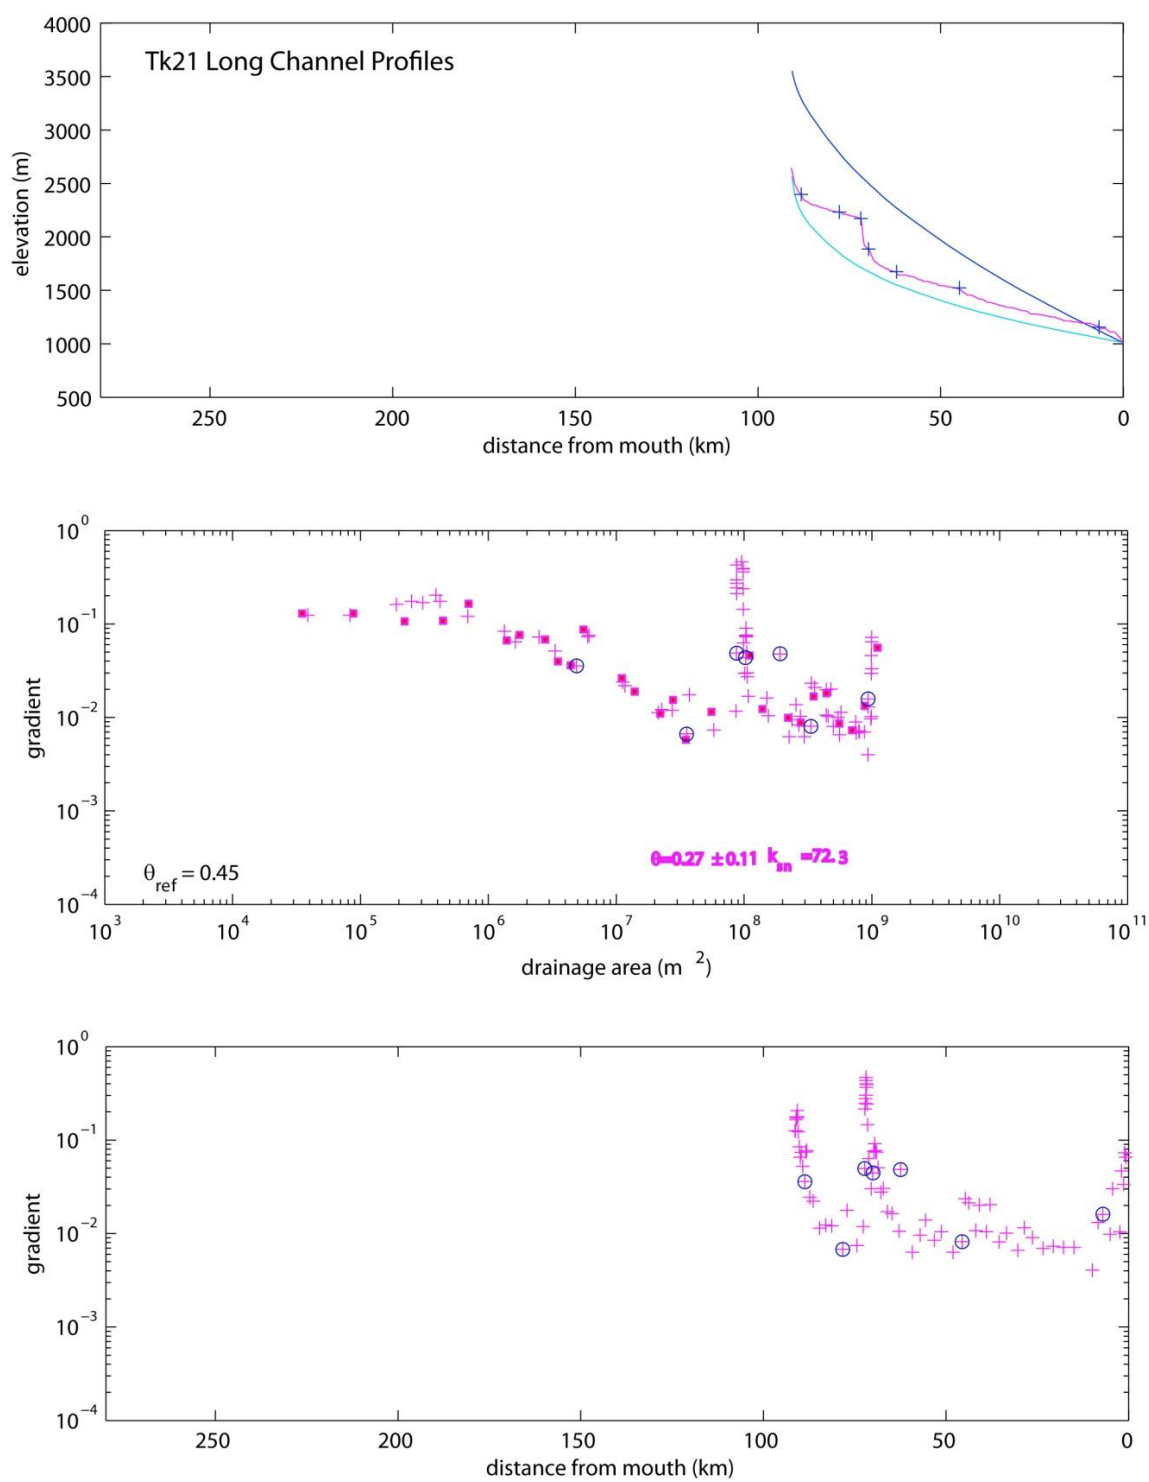 4000
Tk21 Long Channel Profiles
3500
3000
2500
2000
1500
1000
500
elevation (m)
250 200 150 100 50 0
distance from mouth (km)
10^0
10^-1
10^-2
10^-3
10^-4
gradient
θ=0.27 ±0.11 k_sn =72.3
θ_ref = 0.45
10^3 10^4 10^5 10^6 10^7 10^8 10^9 10^10 10^11
drainage area (m ^2)
10^0
10^-1
10^-2
10^-3
10^-4
gradient
250 200 150 100 50 0
distance from mouth (km)